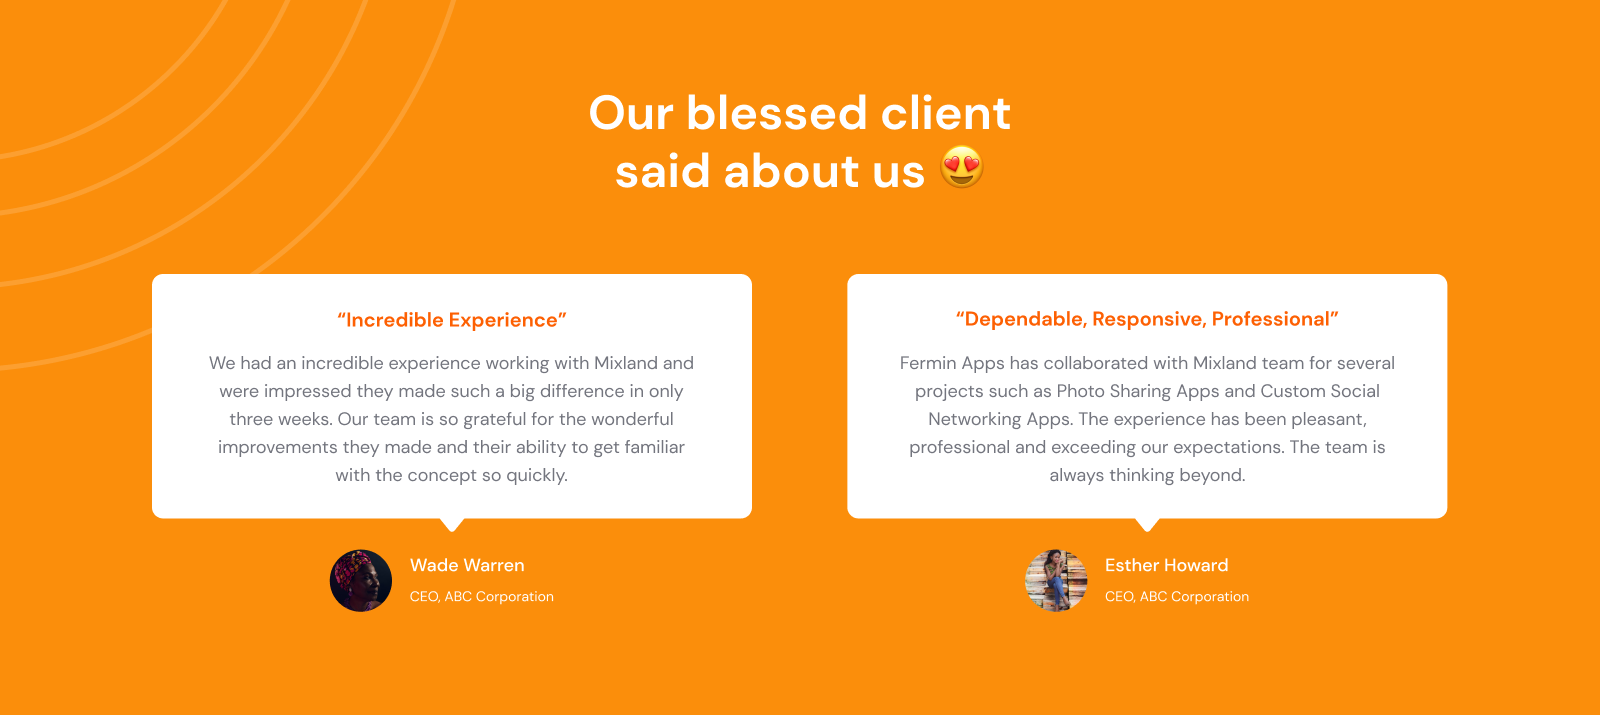 Our blessed client
said about us 😍
“Incredible Experience”
We had an incredible experience working with Mixland and
were impressed they made such a big difference in only
three weeks. Our team is so grateful for the wonderful
improvements they made and their ability to get familiar
with the concept so quickly.
Wade Warren
CEO, ABC Corporation
“Dependable, Responsive, Professional”
Fermin Apps has collaborated with Mixland team for several
projects such as Photo Sharing Apps and Custom Social
Networking Apps. The experience has been pleasant,
professional and exceeding our expectations. The team is
always thinking beyond.
Esther Howard
CEO, ABC Corporation